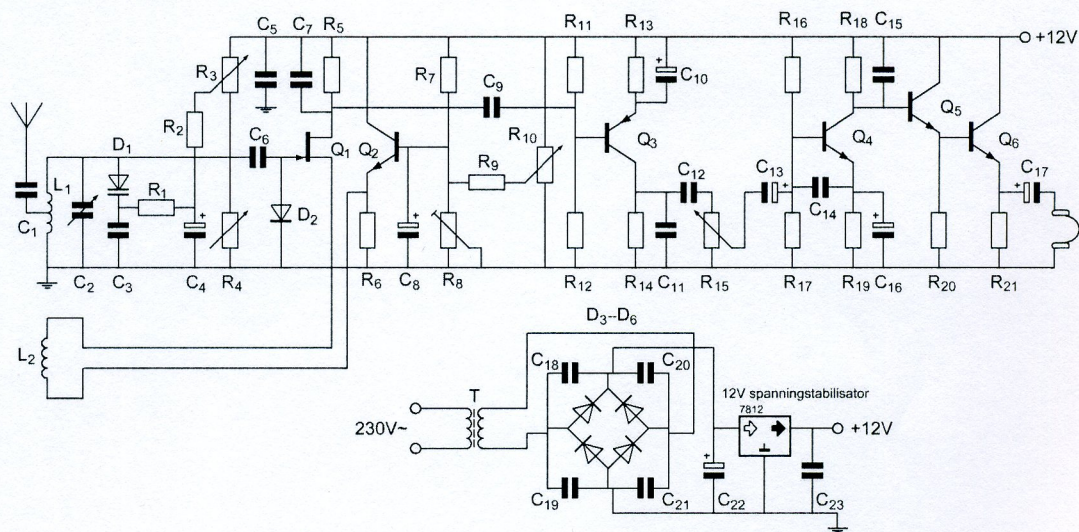 R11 R13 R16 R18 C15
C5 C7 R5 +12V
R3 R7 C10
C9
R2 R10 Q5
D1 C6 Q1 Q2 Q3 Q4 Q6
L1 R1 R9 C12 C13 C17
C1 D2 C14
C2 C3 C4 R4 R6 C8 R8 R12 R14 C11 R15 R17 R19 C16 R20 R21
D3--D6
L2 C18 C20
T 12V spanningstabilisator
7812
230V~ +12V
C19 C21 C22 C23
+
+
+
+
+
+
+